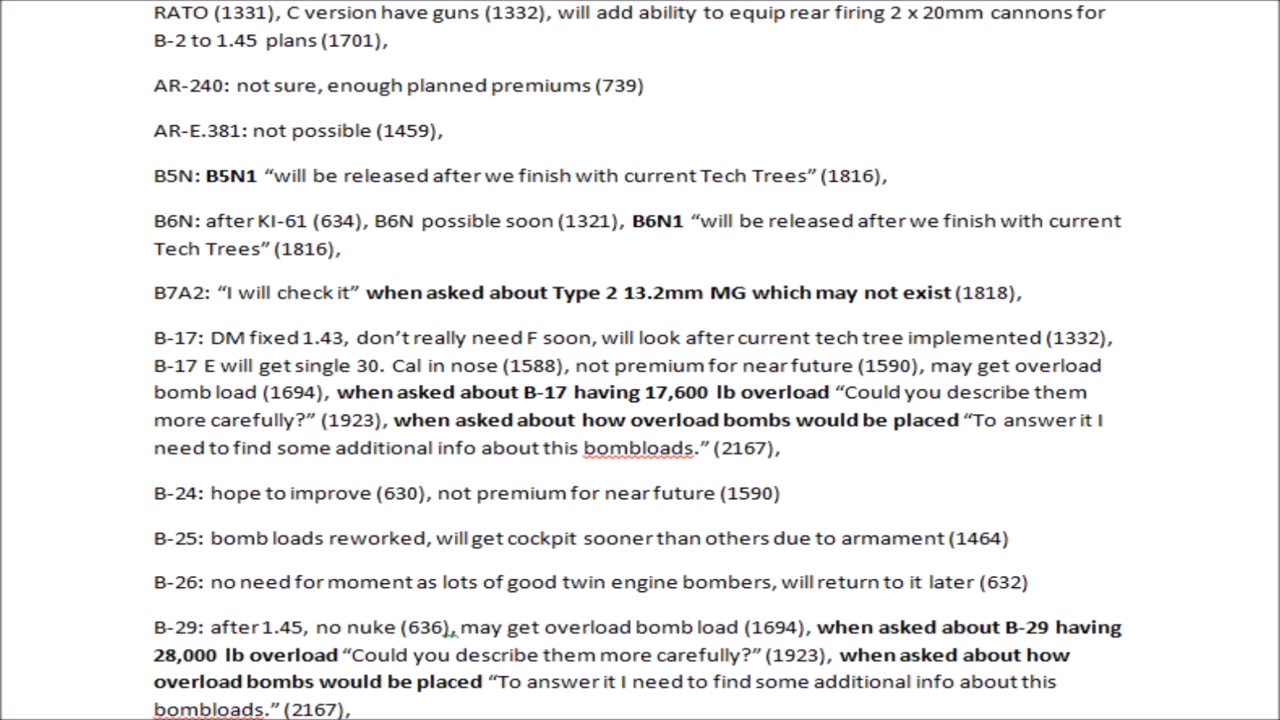 RATO (1331), C version have guns (1332), will add ability to equip rear firing 2 x 20mm cannons for
B-2 to 1.45 plans (1701),
AR-240: not sure, enough planned premiums (739)
AR-E.381: not possible (1459),
B5N: B5N1 “will be released after we finish with current Tech Trees” (1816),
B6N: after KI-61 (634), B6N possible soon (1321), B6N1 “will be released after we finish with current
Tech Trees” (1816),
B7A2: “I will check it” when asked about Type 2 13.2mm MG which may not exist (1818),
B-17: DM fixed 1.43, don’t really need F soon, will look after current tech tree implemented (1332),
B-17 E will get single 30. Cal in nose (1588), not premium for near future (1590), may get overload
bomb load (1694), when asked about B-17 having 17,600 lb overload “Could you describe them
more carefully?” (1923), when asked about how overload bombs would be placed “To answer it I
need to find some additional info about this bombloads.” (2167),
B-24: hope to improve (630), not premium for near future (1590)
B-25: bomb loads reworked, will get cockpit sooner than others due to armament (1464)
B-26: no need for moment as lots of good twin engine bombers, will return to it later (632)
B-29: after 1.45, no nuke (636), may get overload bomb load (1694), when asked about B-29 having
28,000 lb overload “Could you describe them more carefully?” (1923), when asked about how
overload bombs would be placed “To answer it I need to find some additional info about this
bombloads.” (2167),